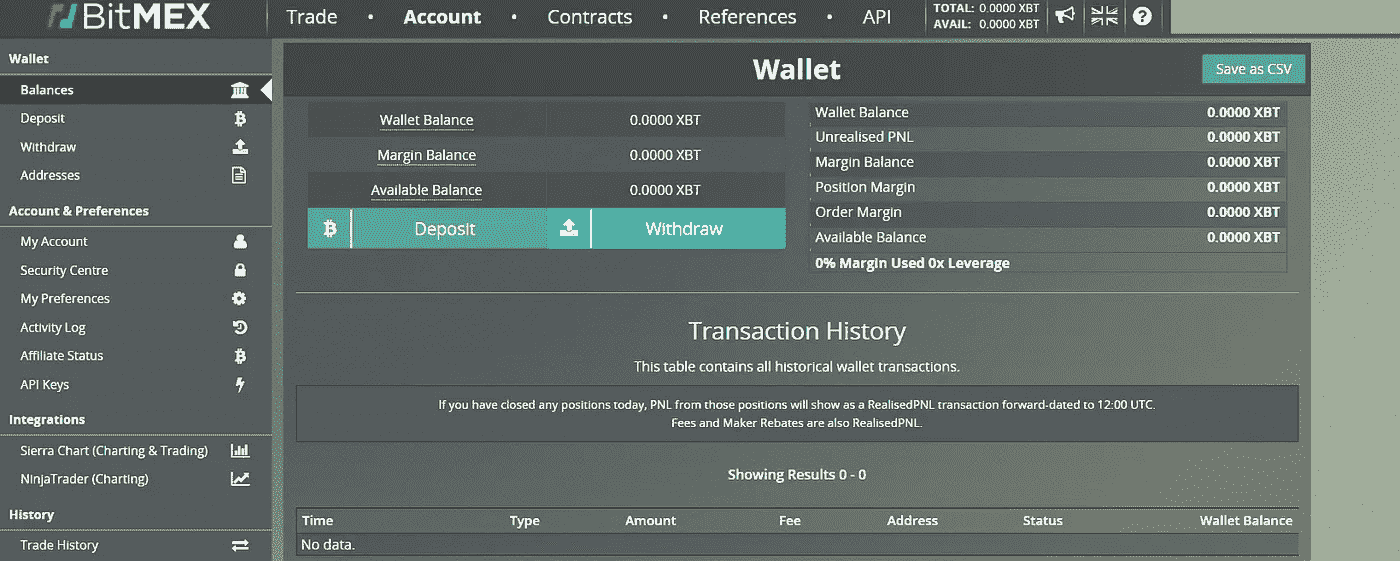 BitMEX
Trade • Account • Contracts • References • API
TOTAL: 0.0000 XBT
AVAIL: 0.0000 XBT
Wallet
Balances
Deposit
Withdraw
Addresses
Account & Preferences
My Account
Security Centre
My Preferences
Activity Log
Affiliate Status
API Keys
Integrations
Sierra Chart (Charting & Trading)
NinjaTrader (Charting)
History
Trade History
Wallet
Save as CSV
Wallet Balance 0.0000 XBT
Margin Balance 0.0000 XBT
Available Balance 0.0000 XBT
Deposit Withdraw
Wallet Balance 0.0000 XBT
Unrealised PNL 0.0000 XBT
Margin Balance 0.0000 XBT
Position Margin 0.0000 XBT
Order Margin 0.0000 XBT
Available Balance 0.0000 XBT
0% Margin Used 0x Leverage
Transaction History
This table contains all historical wallet transactions.
If you have closed any positions today, PNL from those positions will show as a RealisedPNL transaction forward-dated to 12:00 UTC.
Fees and Maker Rebates are also RealisedPNL.
Showing Results 0 - 0
Time Type Amount Fee Address Status Wallet Balance
No data.